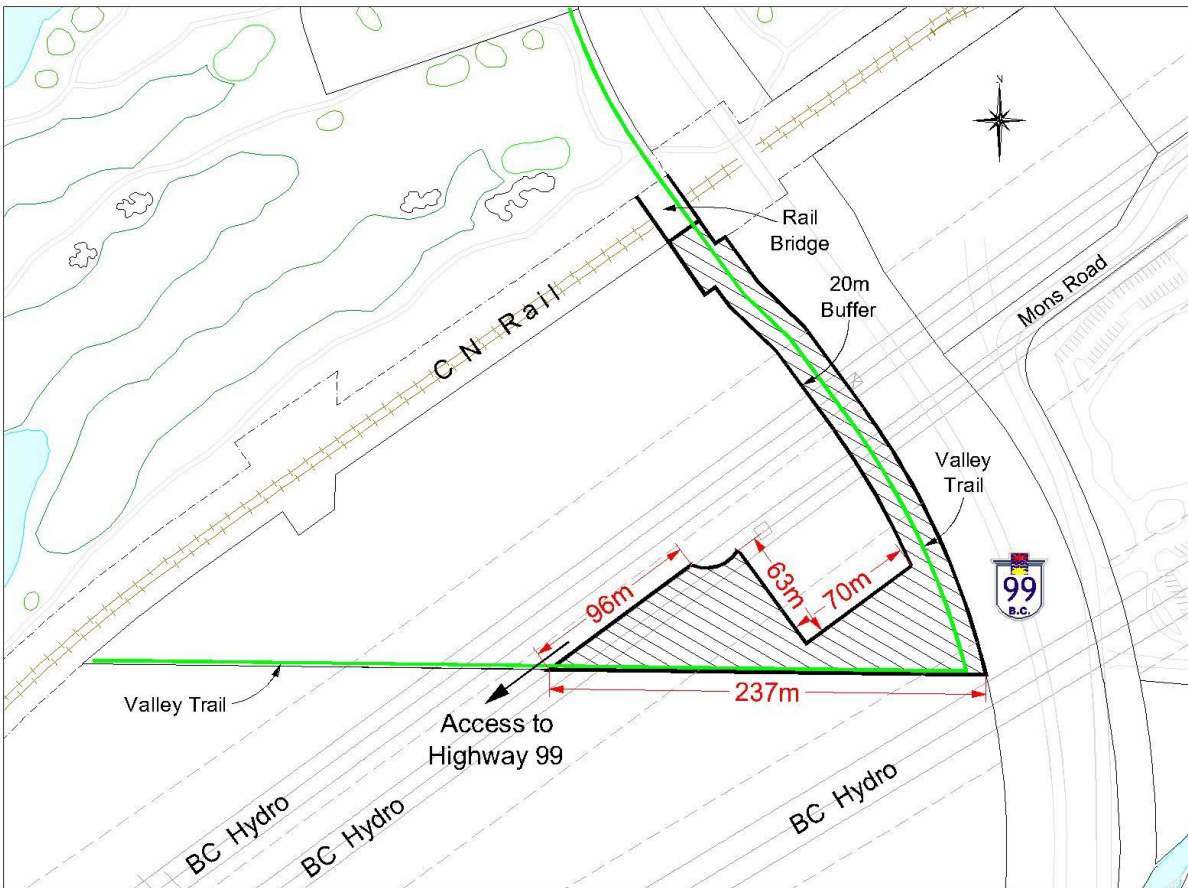 N
Rail
Bridge
CN Rail
20m
Buffer
Mons Road
Valley
Trail
99
B.C.
96m
63m
70m
237m
Valley Trail
Access to
Highway 99
BC Hydro
BC Hydro
BC Hydro